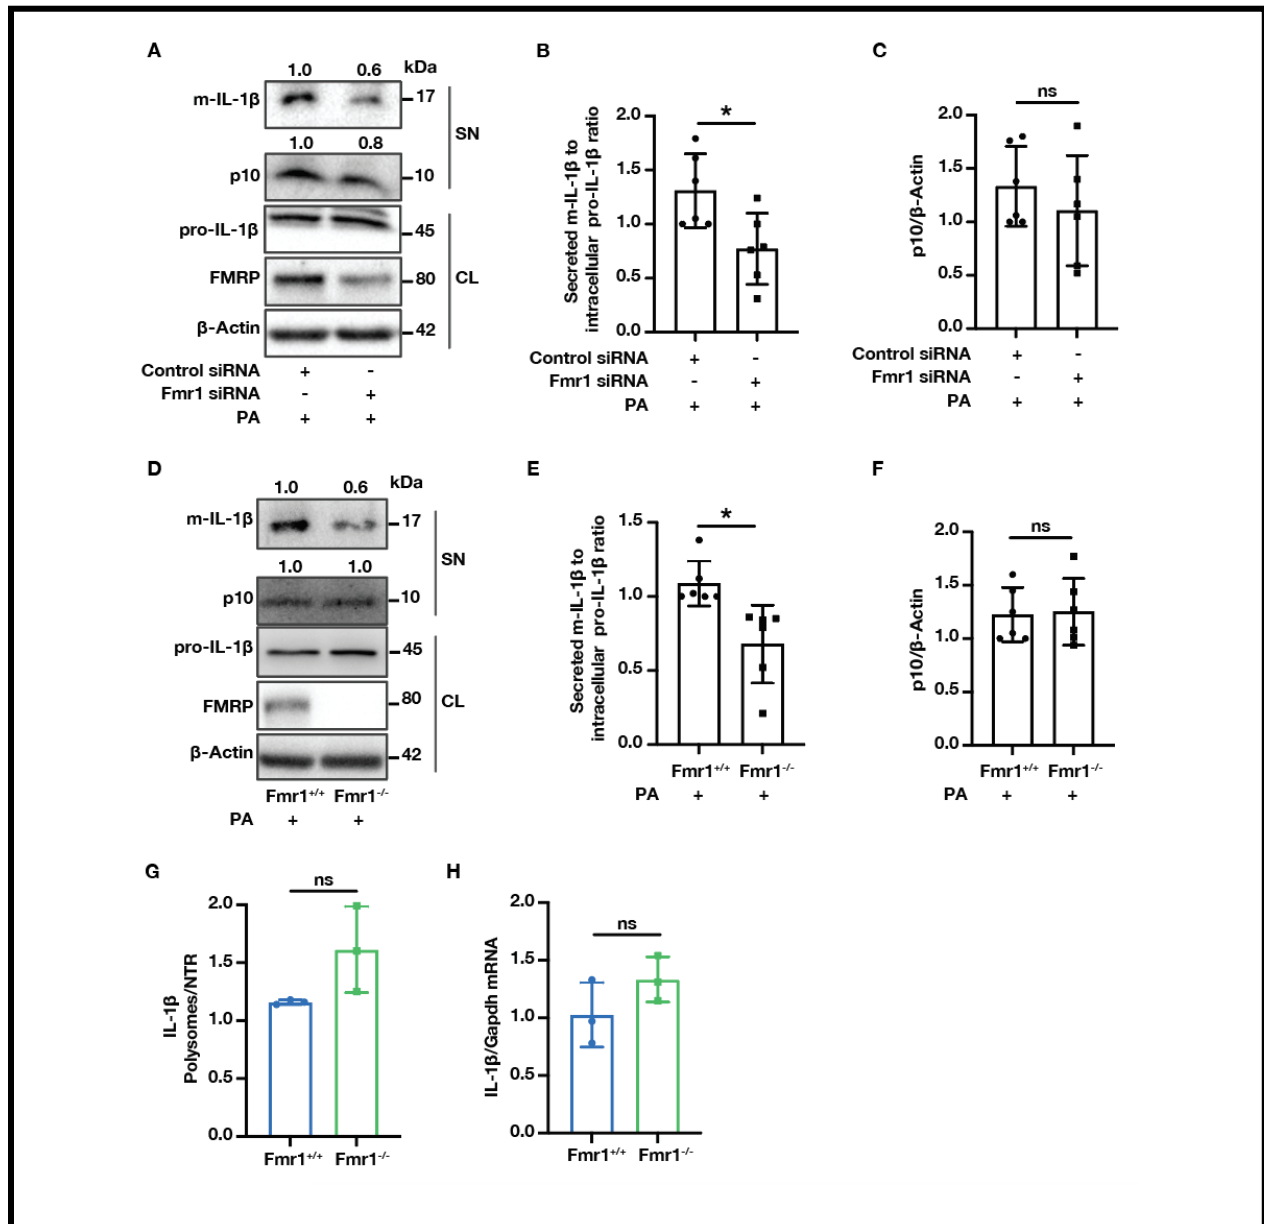 A
1.0 0.6 kDa
m-IL-1β 17
SN
1.0 0.8
p10 10
pro-IL-1β 45
FMRP 80 CL
β-Actin 42
Control siRNA + -
Fmr1 siRNA - +
PA + +
B
*
Secreted m-IL-1β to
intracellular pro-IL-1β ratio
2.0
1.5
1.0
0.5
0.0
Control siRNA + -
Fmr1 siRNA - +
PA + +
C
ns
p10/β-Actin
2.0
1.5
1.0
0.5
0.0
Control siRNA + -
Fmr1 siRNA - +
PA + +
D
1.0 0.6 kDa
m-IL-1β 17
SN
1.0 1.0
p10 10
pro-IL-1β 45
FMRP 80 CL
β-Actin 42
Fmr1+/+ Fmr1-/-
PA + +
E
*
Secreted m-IL-1β to
intracellular pro-IL-1β ratio
1.5
1.0
0.5
0.0
Fmr1+/+ Fmr1-/-
PA + +
F
ns
p10/β-Actin
2.0
1.5
1.0
0.5
0.0
Fmr1+/+ Fmr1-/-
PA + +
G
ns
IL-1β
Polysomes/NTR
2.0
1.5
1.0
0.5
0.0
Fmr1+/+ Fmr1-/-
H
ns
IL-1β/Gapdh mRNA
2.0
1.5
1.0
0.5
0.0
Fmr1+/+ Fmr1-/-